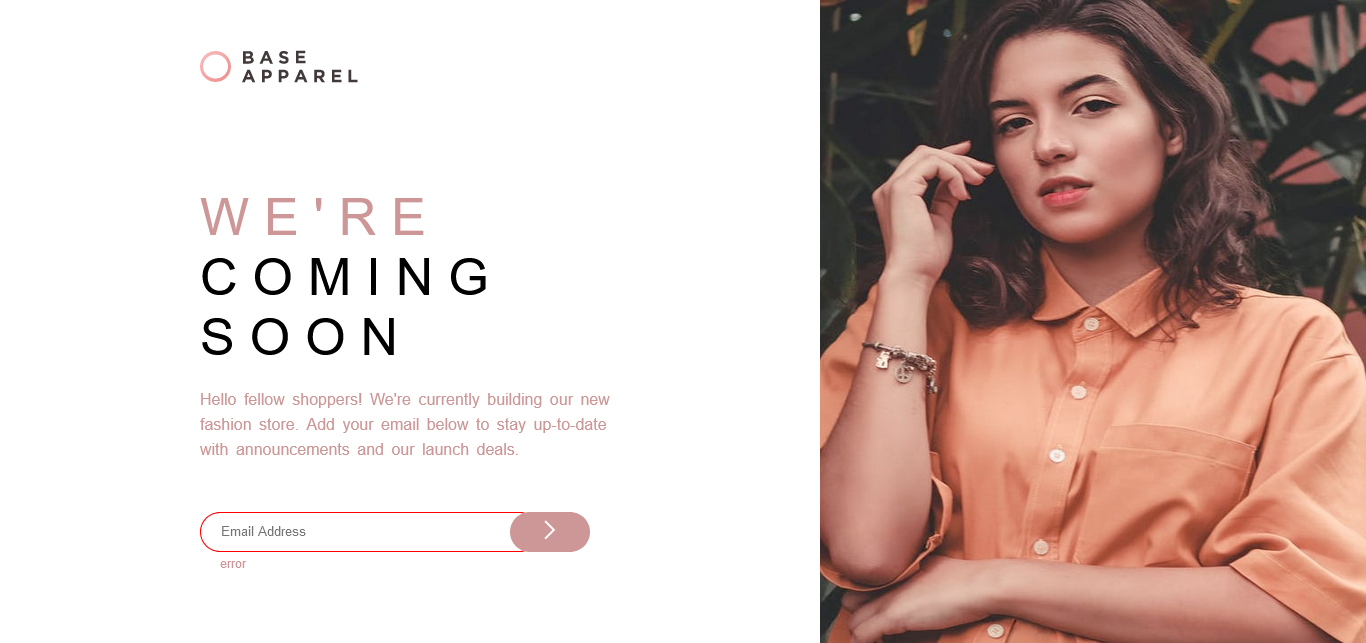 BASE
APPAREL
WE'RE
COMING
SOON
Hello fellow shoppers! We're currently building our new
fashion store. Add your email below to stay up-to-date
with announcements and our launch deals.
Email Address
error